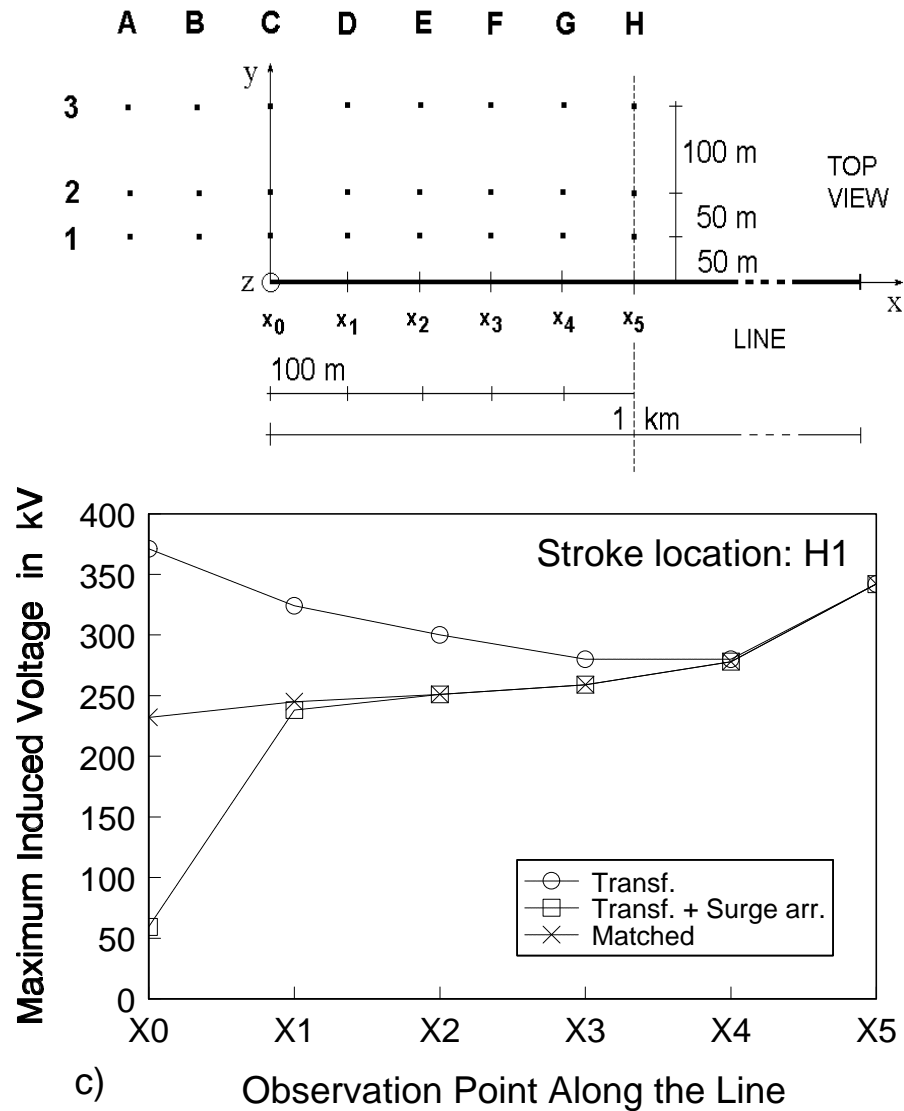 A B C D E F G H
y
3
100 m
TOP
VIEW
2
50 m
1
50 m
z
x
x0 x1 x2 x3 x4 x5
LINE
100 m
1 km
Maximum Induced Voltage in kV
400
350
300
250
200
150
100
50
0
Stroke location: H1
Transf.
Transf. + Surge arr.
Matched
X0 X1 X2 X3 X4 X5
c) Observation Point Along the Line